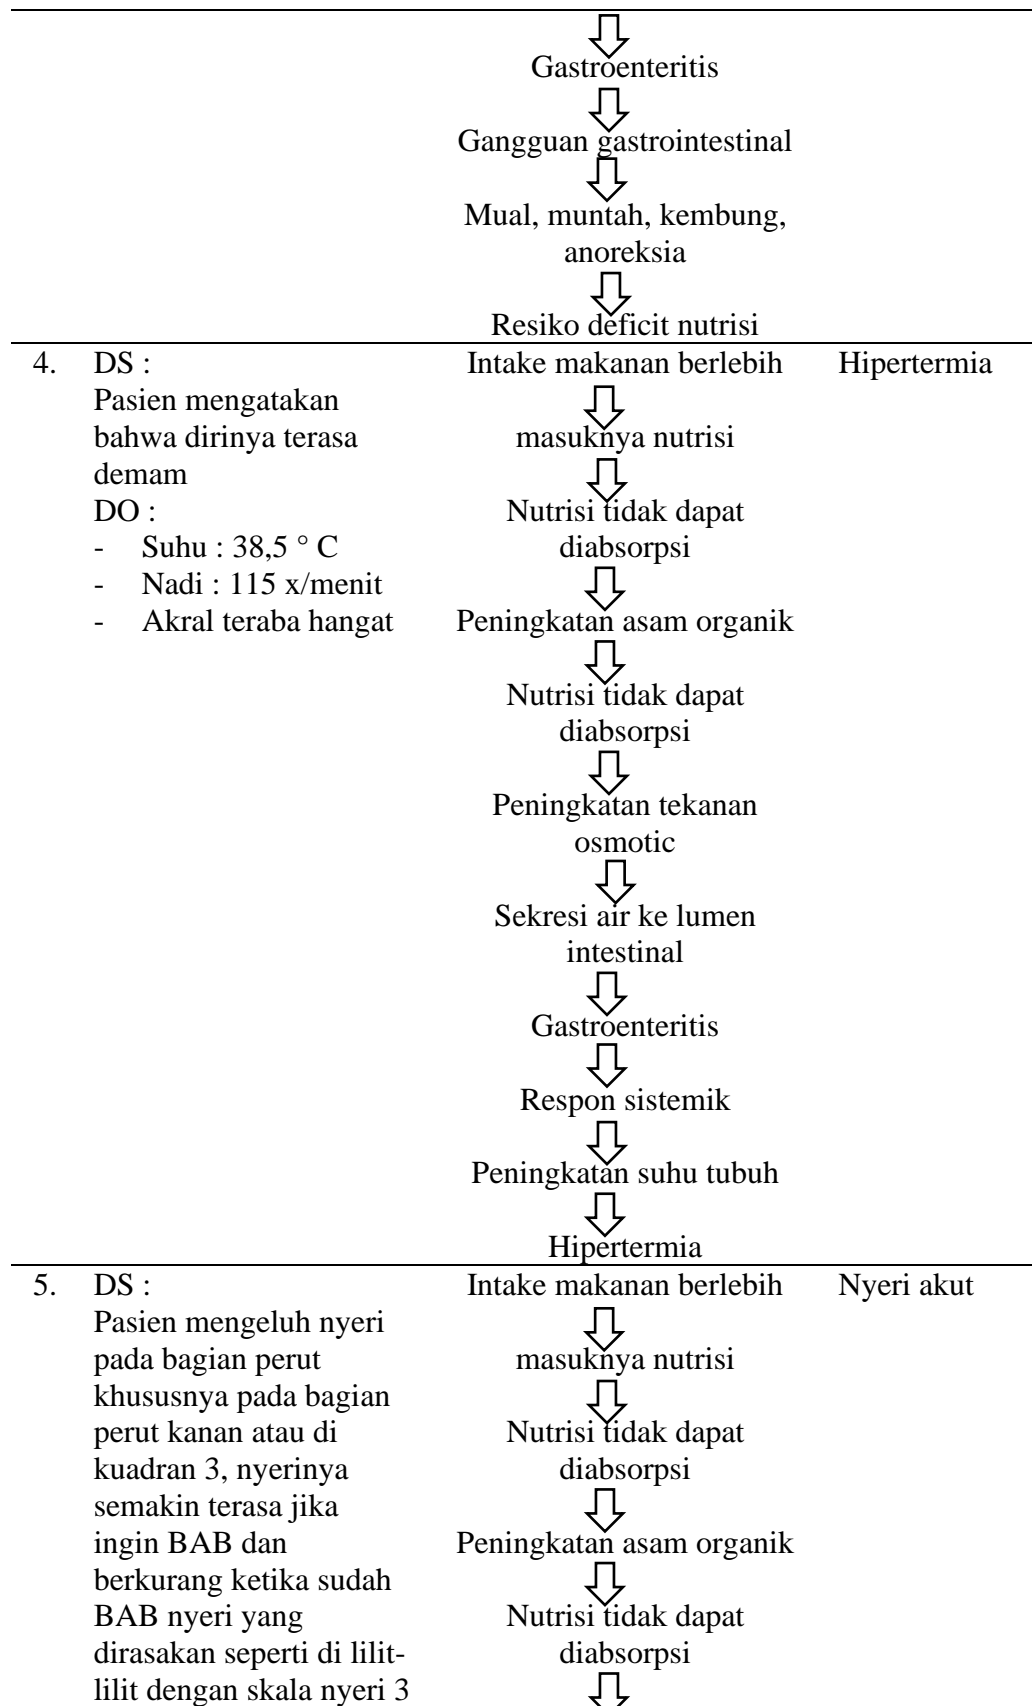 Gastroenteritis
Gangguan gastrointestinal
Mual, muntah, kembung,
anoreksia
Resiko deficit nutrisi
4. DS :
Pasien mengatakan
bahwa dirinya terasa
demam
DO :
- Suhu : 38,5 ° C
- Nadi : 115 x/menit
- Akral teraba hangat
Intake makanan berlebih
masuknya nutrisi
Nutrisi tidak dapat
diabsorpsi
Peningkatan asam organik
Nutrisi tidak dapat
diabsorpsi
Peningkatan tekanan
osmotic
Sekresi air ke lumen
intestinal
Gastroenteritis
Respon sistemik
Peningkatan suhu tubuh
Hipertermia
Hipertermia
5. DS :
Pasien mengeluh nyeri
pada bagian perut
khususnya pada bagian
perut kanan atau di
kuadran 3, nyerinya
semakin terasa jika
ingin BAB dan
berkurang ketika sudah
BAB nyeri yang
dirasakan seperti di lilit-
lilit dengan skala nyeri 3
Intake makanan berlebih
masuknya nutrisi
Nutrisi tidak dapat
diabsorpsi
Peningkatan asam organik
Nutrisi tidak dapat
diabsorpsi
Nyeri akut